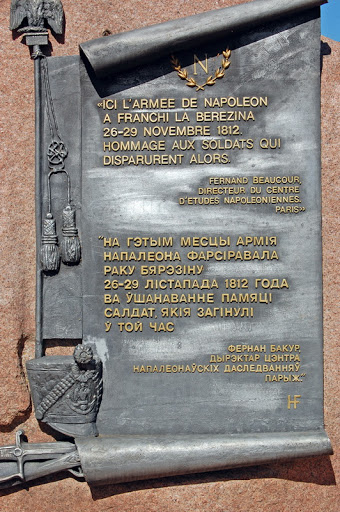 N
«ICI L'ARMEE DE NAPOLEON
A FRANCHI LA BEREZINA
26-29 NOVEMBRE 1812.
HOMMAGE AUX SOLDATS QUI
DISPARURENT ALORS.
FERNAND BEAUCOUR,
DIRECTEUR DU CENTRE
D'ETUDES NAPOLEONIENNES.
PARIS»
"НА ГЭТЫМ МЕСЦЫ АРМІЯ
НАПАЛЕОНА ФАРСІРАВАЛА
РАКУ БЯРЭЗІНУ
26-29 ЛІСТАПАДА 1812 ГОДА
ВА ЎШАНАВАННЕ ПАМЯЦІ
САЛДАТ, ЯКІЯ ЗАГІНУЛІ
Ў ТОЙ ЧАС
ФЕРНАН БАКУР,
ДЫРЭКТАР ЦЭНТРА
НАПАЛЕОНАЎСКІХ ДАСЛЕДВАННЯЎ
ПАРЫЖ."
HF